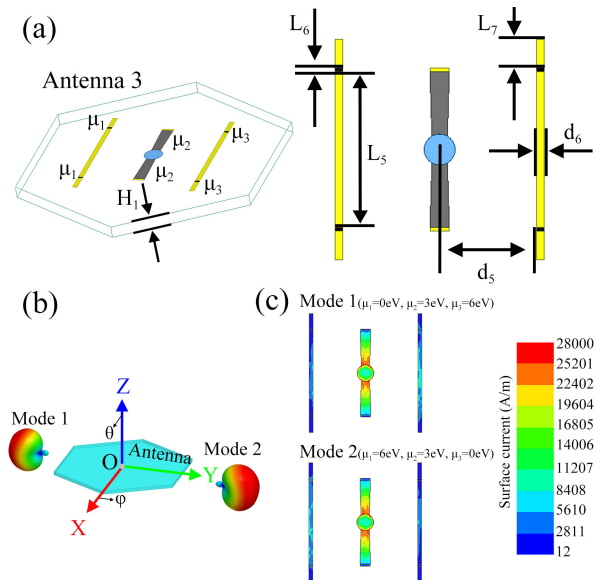 (a)
Antenna 3
μ1
μ1
μ2
μ2
μ3
μ3
H1
L6
L5
L7
d6
d5
(b)
Mode 1
Z
θ
O
Antenna
Y
Mode 2
X
φ
(c)
Mode 1(μ1=0eV, μ2=3eV, μ3=6eV)
Mode 2(μ1=6eV, μ2=3eV, μ3=0eV)
Surface current (A/m)
28000
25201
22402
19604
16805
14006
11207
8408
5610
2811
12